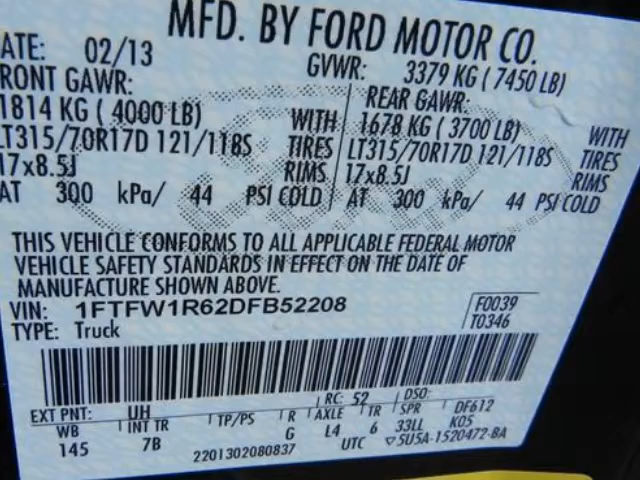 MFD. BY FORD MOTOR CO.
ATE: 02/13
GVWR: 3379 KG ( 7450 LB)
RONT GAWR:
REAR GAWR:
1814 KG ( 4000 LB) WITH
1678 KG ( 3700 LB) WITH
LT315/70R17D 121/118S TIRES
LT315/70R17D 121/118S TIRES
17x8.5J RIMS
17x8.5J RIMS
AT 300 kPa/ 44 PSI COLD
AT 300 kPa/ 44 PSI COLD
THIS VEHICLE CONFORMS TO ALL APPLICABLE FEDERAL MOTOR
VEHICLE SAFETY STANDARDS IN EFFECT ON THE DATE OF
MANUFACTURE SHOWN ABOVE.
VIN: 1FTFW1R62DFB52208
F0039
TYPE: Truck
T0346
EXT PNT: UH RC: 52 DSO:
WB INT TR TP/PS R AXLE TR SPR DF612
145 7B G L4 6 33LL K05
2201302080837 UTC ▽5U5A-1520472-BA